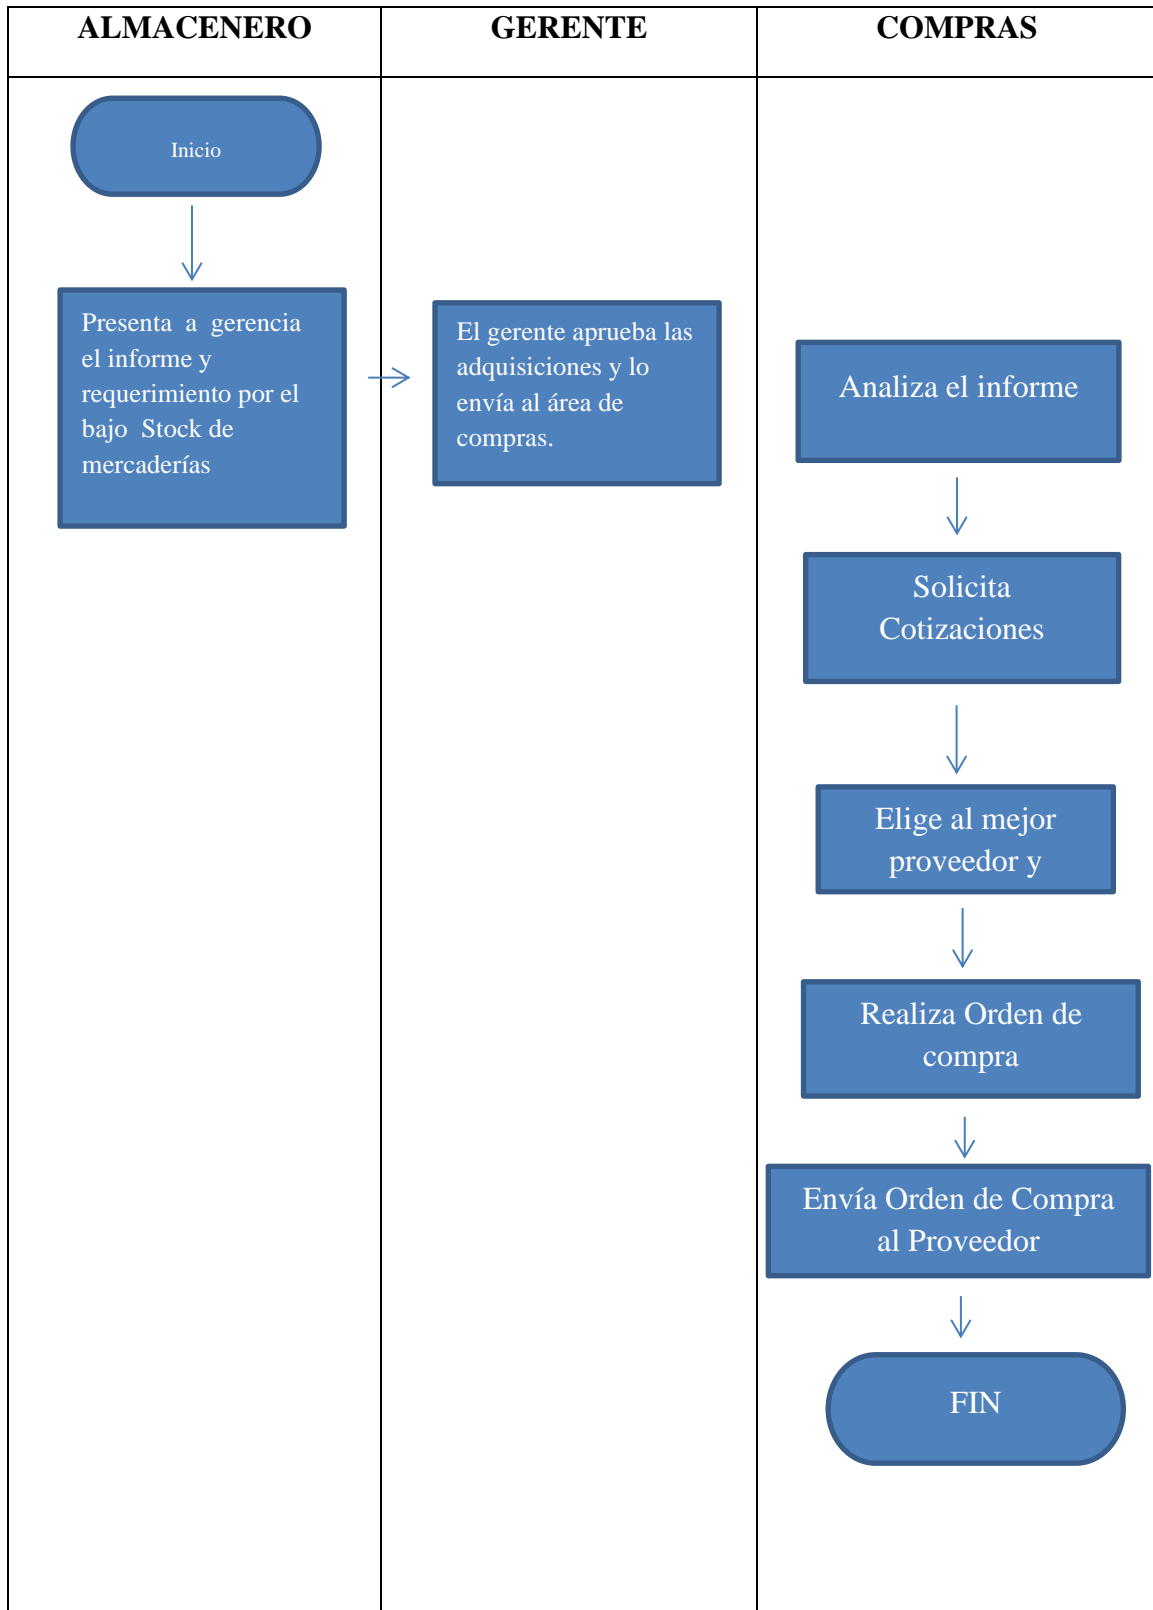 ALMACENERO
GERENTE
COMPRAS
Inicio
Presenta a gerencia
el informe y
requerimiento por el
bajo Stock de
mercaderías
El gerente aprueba las
adquisiciones y lo
envía al área de
compras.
Analiza el informe
Solicita
Cotizaciones
Elige al mejor
proveedor y
Realiza Orden de
compra
Envía Orden de Compra
al Proveedor
FIN